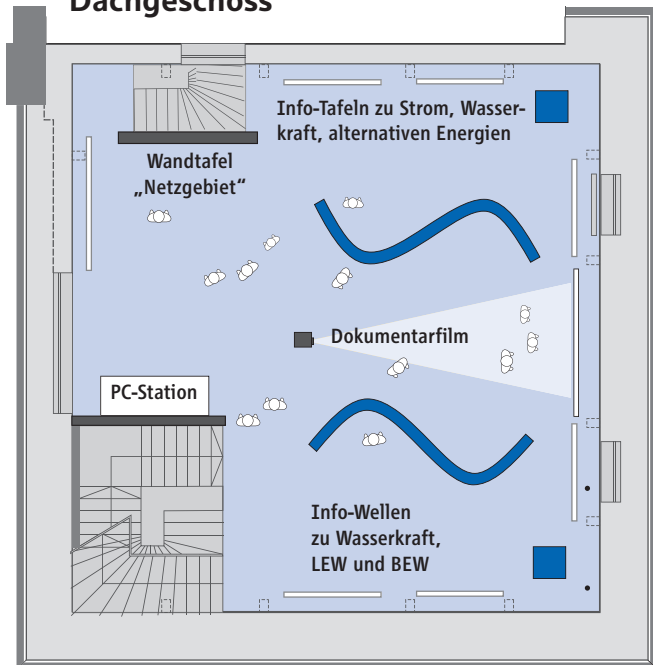 Dachgeschoss
Info-Tafeln zu Strom, Wasser-
kraft, alternativen Energien
Wandtafel
„Netzgebiet“
Dokumentarfilm
PC-Station
Info-Wellen
zu Wasserkraft,
LEW und BEW